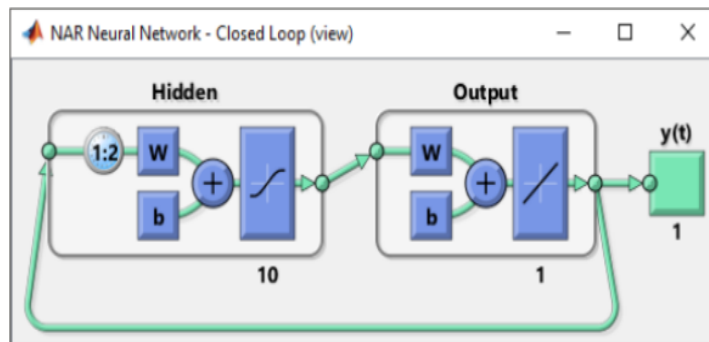 NAR Neural Network - Closed Loop (view)
Hidden
Output
y(t)
1:2
W
b
+
10
W
b
+
1
1